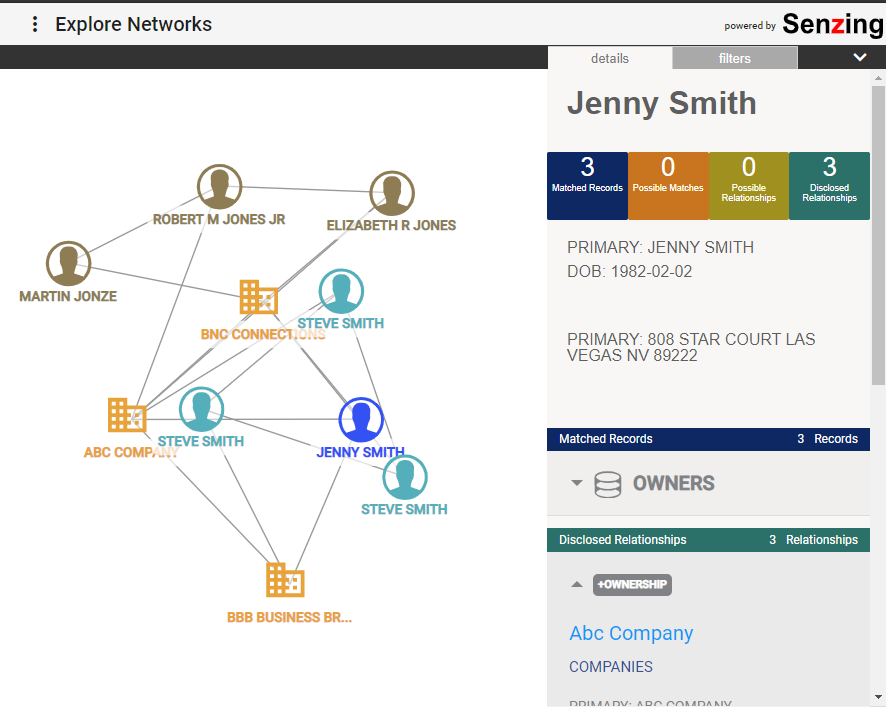 Explore Networks
powered by Senzing
details
filters
Jenny Smith
3
Matched Records
0
Possible Matches
0
Possible
Relationships
3
Disclosed
Relationships
PRIMARY: JENNY SMITH
DOB: 1982-02-02
PRIMARY: 808 STAR COURT LAS
VEGAS NV 89222
Matched Records 3 Records
OWNERS
Disclosed Relationships 3 Relationships
+OWNERSHIP
Abc Company
COMPANIES
PRIMARY: ABC COMPANY
ROBERT M JONES JR
ELIZABETH R JONES
MARTIN JONZE
STEVE SMITH
BNC CONNECTIONS
STEVE SMITH
ABC COMPANY
JENNY SMITH
STEVE SMITH
BBB BUSINESS BR...